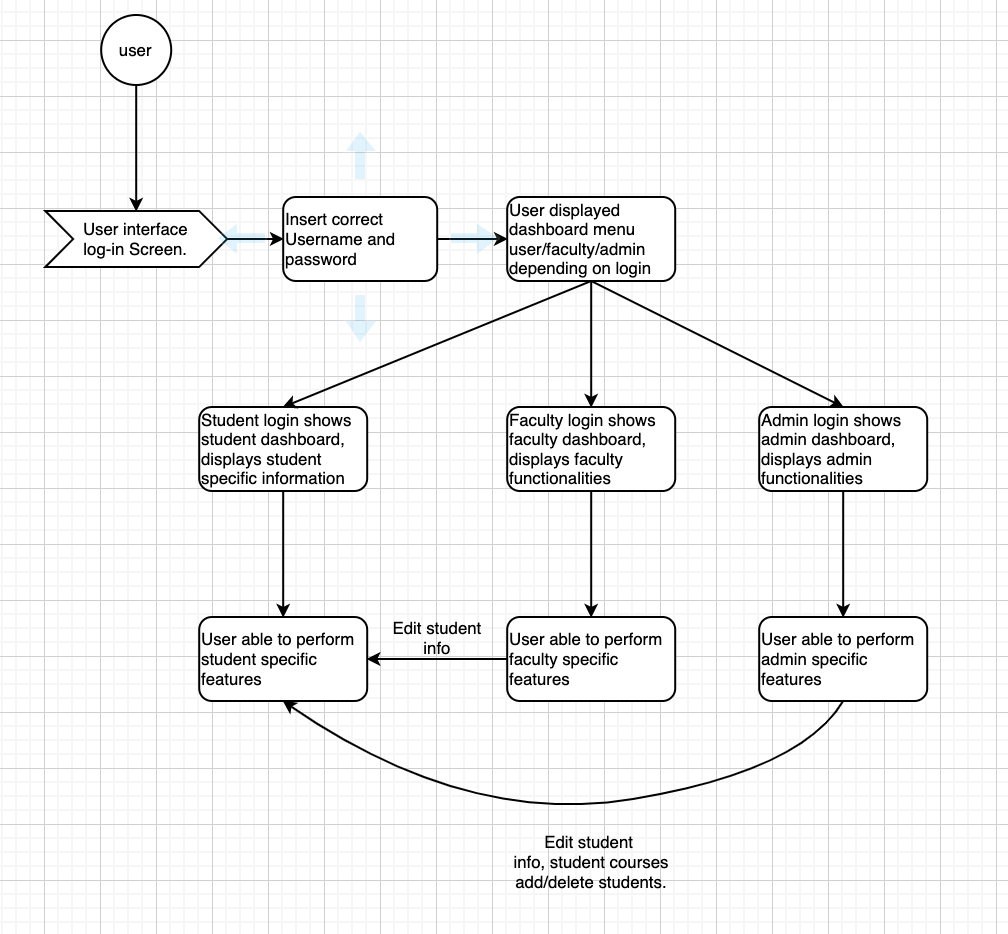 user
User interface
log-in Screen.
Insert correct
Username and
password
User displayed
dashboard menu
user/faculty/admin
depending on login
Student login shows
student dashboard,
displays student
specific information
Faculty login shows
faculty dashboard,
displays faculty
functionalities
Admin login shows
admin dashboard,
displays admin
functionalities
User able to perform
student specific
features
Edit student
info
User able to perform
faculty specific
features
User able to perform
admin specific
features
Edit student
info, student courses
add/delete students.